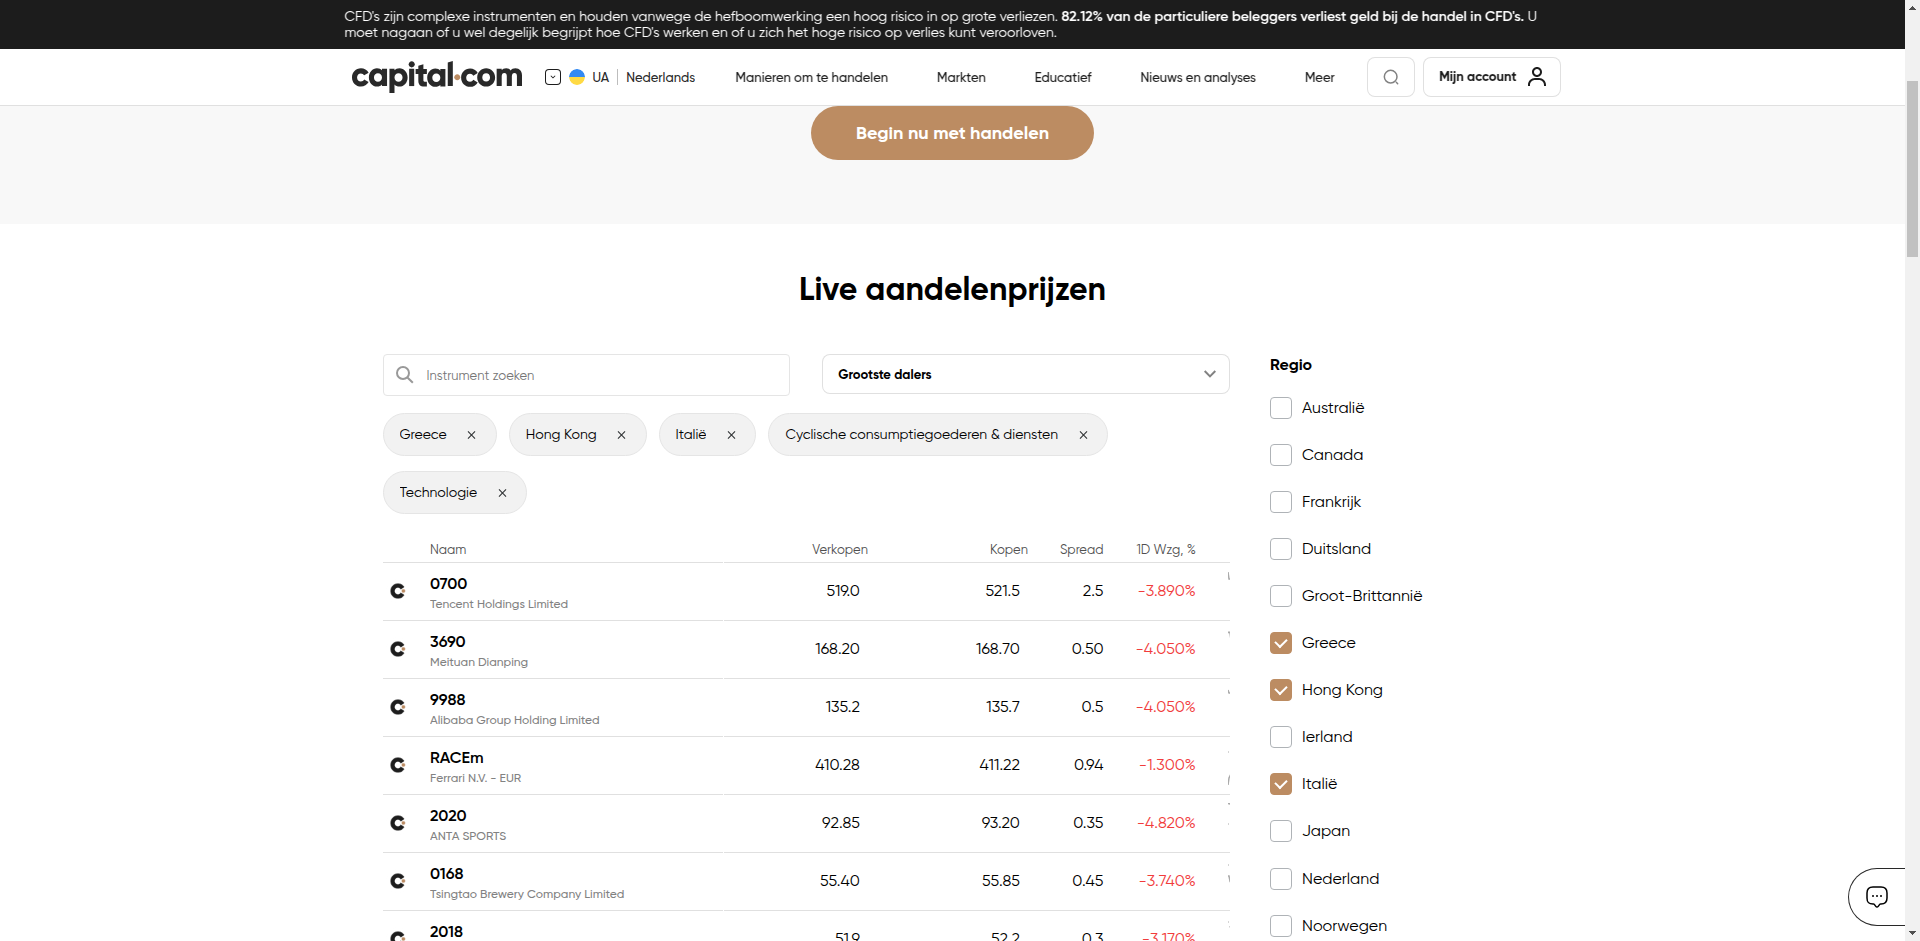 CFD's zijn complexe instrumenten en houden vanwege de hefboomwerking een hoog risico in op grote verliezen. 82.12% van de particuliere beleggers verliest geld bij de handel in CFD's. U
moet nagaan of u wel degelijk begrijpt hoe CFD's werken en of u zich het hoge risico op verlies kunt veroorloven.
capital.com UA Nederlands Manieren om te handelen Markten Educatief Nieuws en analyses Meer Mijn account
Begin nu met handelen
Live aandelenprijzen
Instrument zoeken
Grootste dalers
Greece
Hong Kong
Italië
Cyclische consumptiegoederen & diensten
Technologie
Naam Verkopen Kopen Spread 1D Wzg, %
0700 519.0 521.5 2.5 -3.890%
Tencent Holdings Limited
3690 168.20 168.70 0.50 -4.050%
Meituan Dianping
9988 135.2 135.7 0.5 -4.050%
Alibaba Group Holding Limited
RACEm 410.28 411.22 0.94 -1.300%
Ferrari N.V. - EUR
2020 92.85 93.20 0.35 -4.820%
ANTA SPORTS
0168 55.40 55.85 0.45 -3.740%
Tsingtao Brewery Company Limited
2018 51.9 52.2 0.3 -3.170%
Regio
Australië
Canada
Frankrijk
Duitsland
Groot-Brittannië
Greece
Hong Kong
Ierland
Italië
Japan
Nederland
Noorwegen